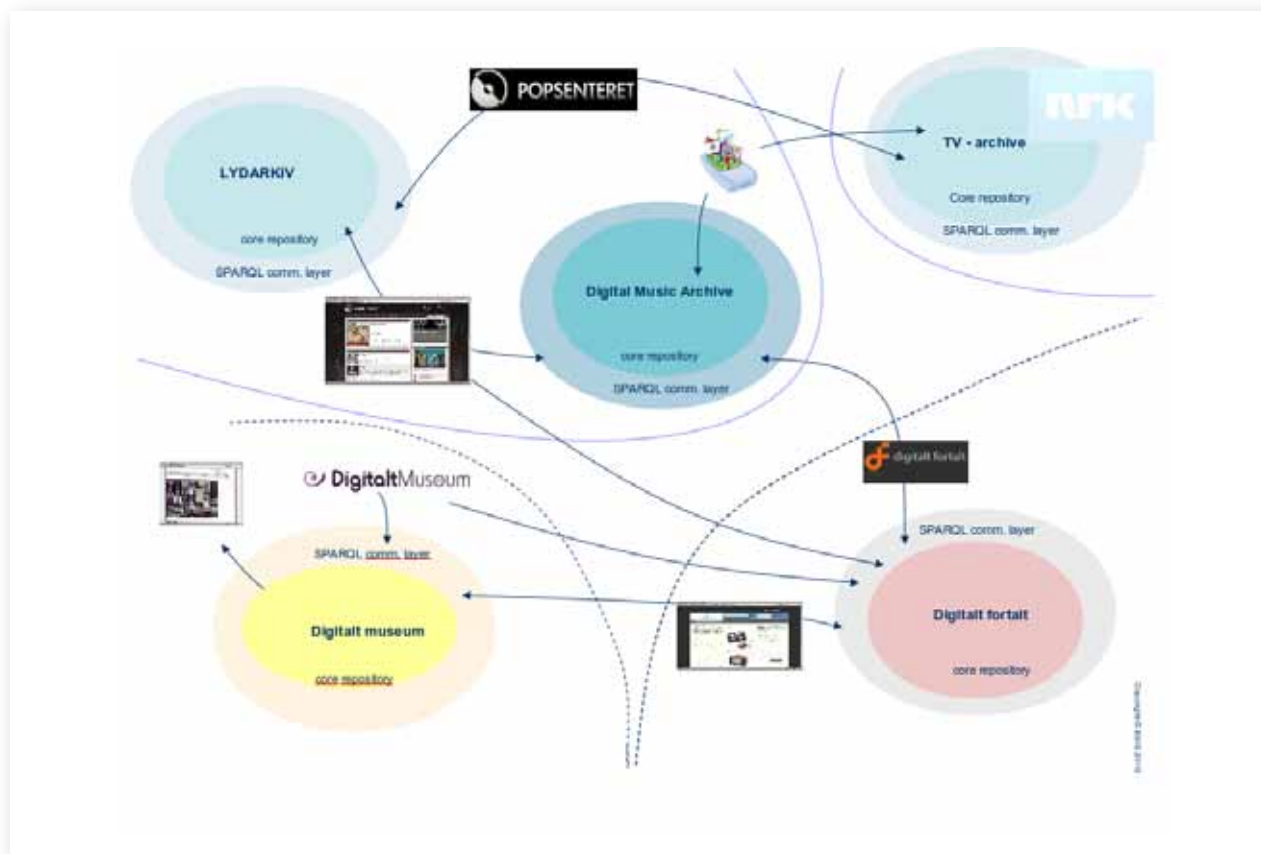 POPSENTERET
nrk
TV - archive
LYDARKIV
Core repository
core repository
SPARQL comm. layer
SPARQL comm. layer
Digital Music Archive
core repository
SPARQL comm. layer
digitalt fortalt
DigitaltMuseum
SPARQL comm. layer
SPARQL comm. layer
Digitalt museum
Digitalt fortalt
core repository
core repository